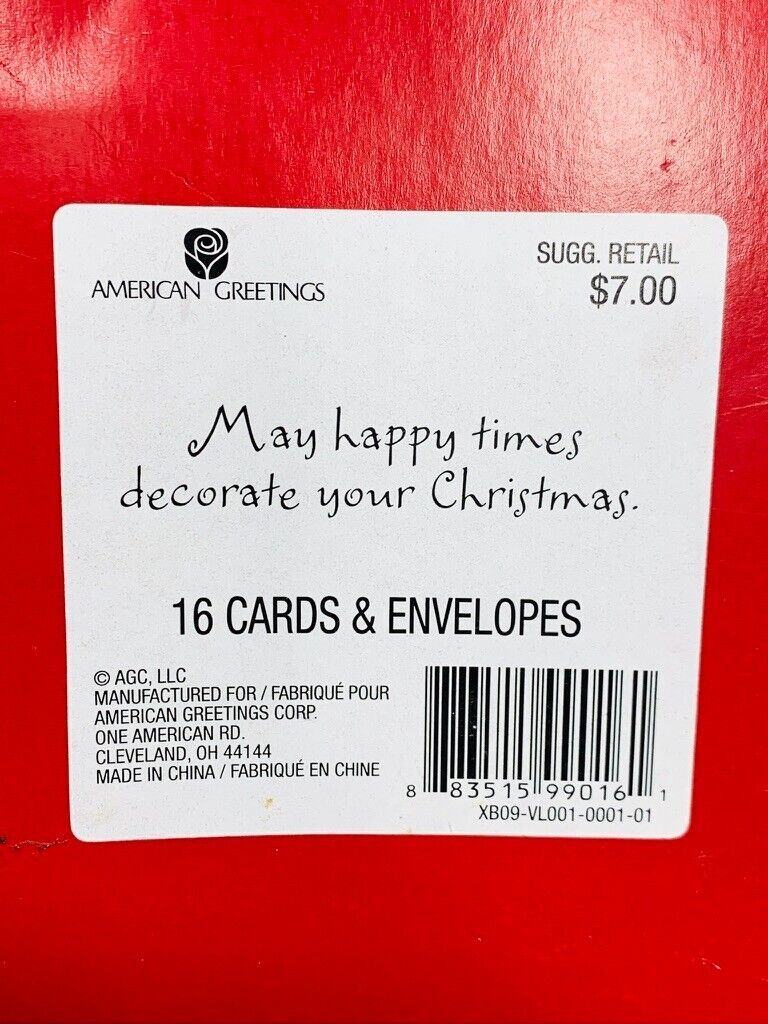 AMERICAN GREETINGS
SUGG. RETAIL
$7.00
May happy times
decorate your Christmas.
16 CARDS & ENVELOPES
© AGC, LLC
MANUFACTURED FOR / FABRIQUÉ POUR
AMERICAN GREETINGS CORP.
ONE AMERICAN RD.
CLEVELAND, OH 44144
MADE IN CHINA / FABRIQUÉ EN CHINE
8 83515 99016 1
XB09-VL001-0001-01